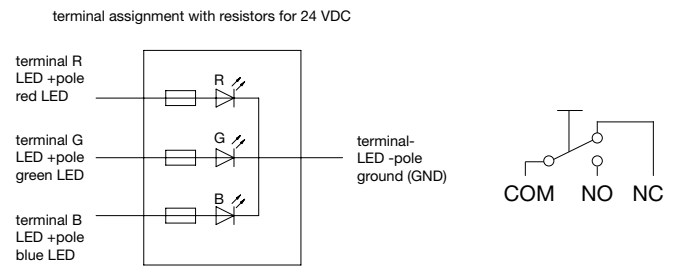 terminal assignment with resistors for 24 VDC
terminal R
LED +pole
red LED
R
terminal G
LED +pole
green LED
G
terminal B
LED +pole
blue LED
B
terminal-
LED -pole
ground (GND)
COM NO NC